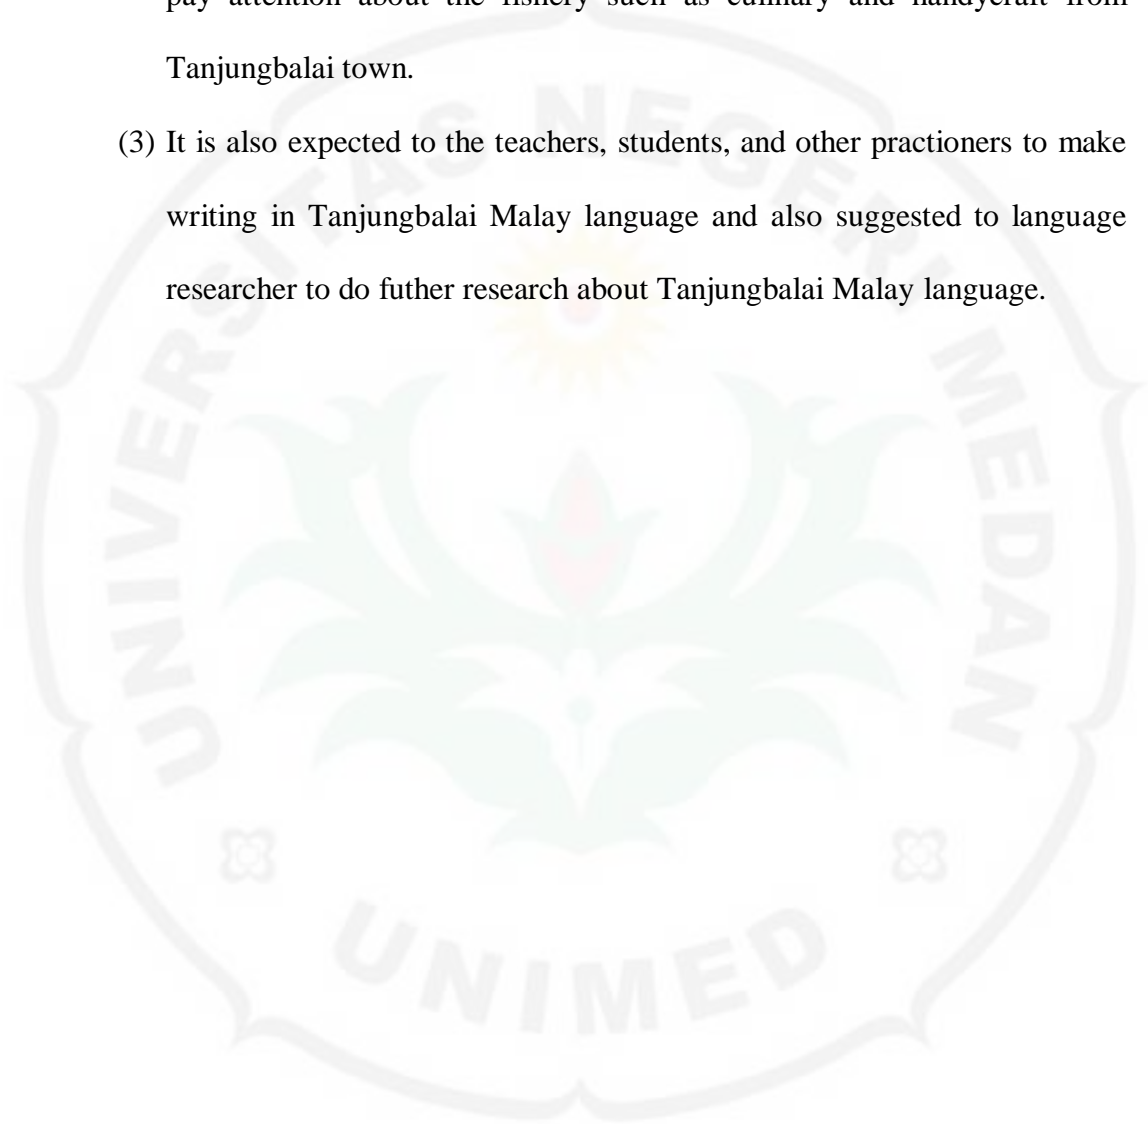 pay attention about the fishery such as culinary and handycraft from
Tanjungbalai town.
(3) It is also expected to the teachers, students, and other practioners to make
writing in Tanjungbalai Malay language and also suggested to language
researcher to do futher research about Tanjungbalai Malay language.
UNIVERSITAS NEGERI MEDAN
UNIMED